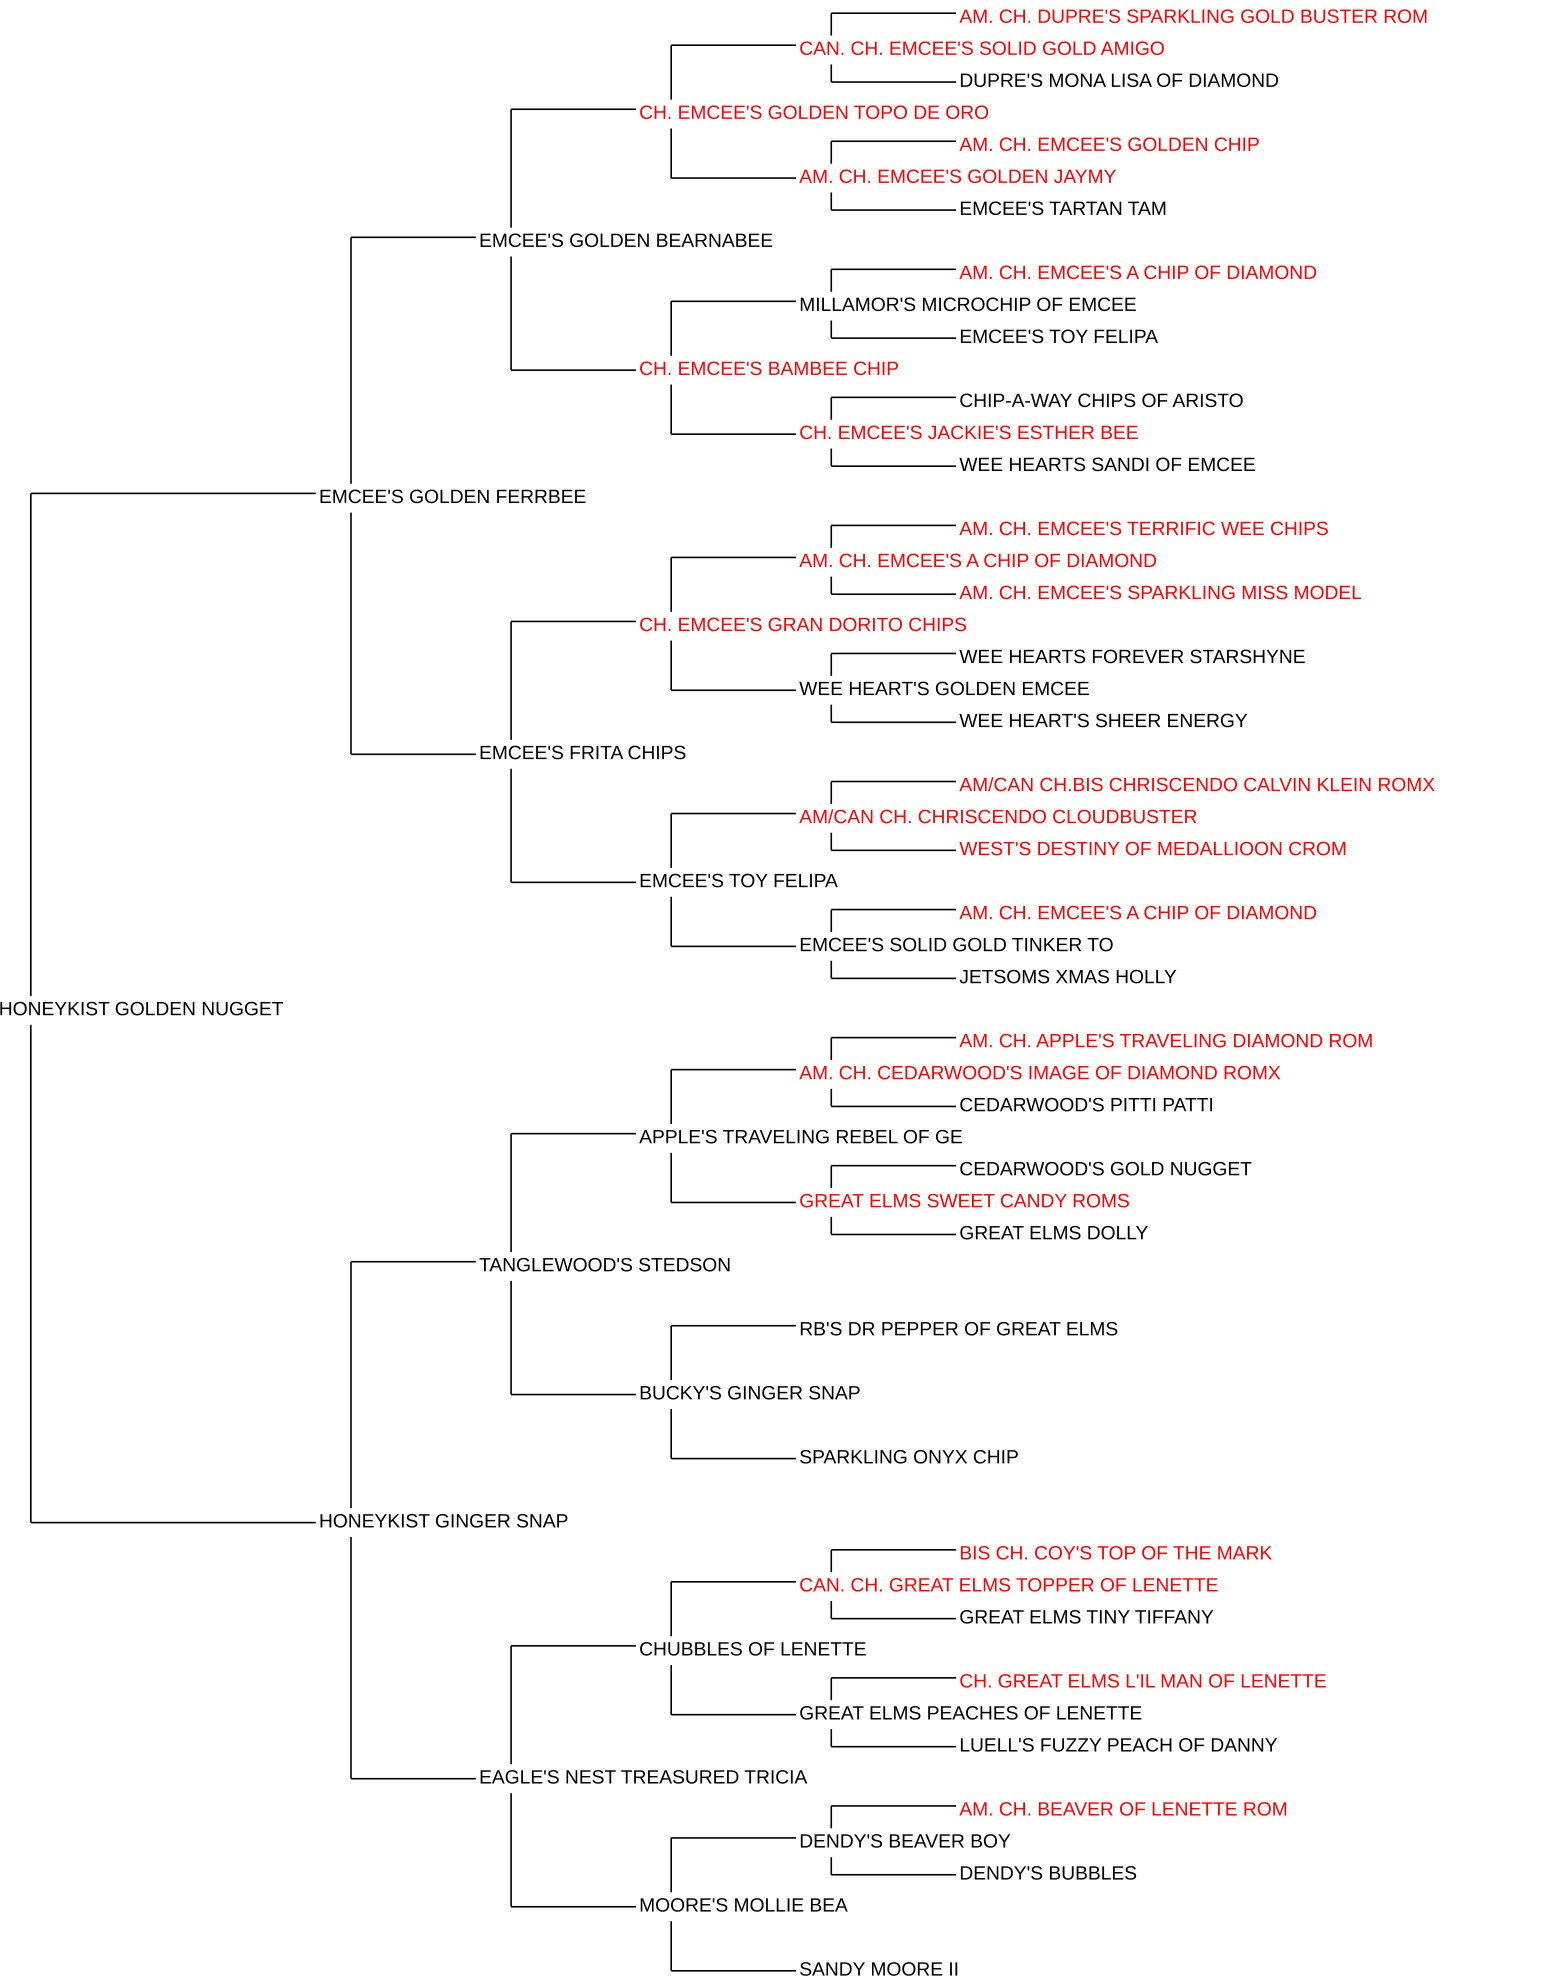 AM. CH. DUPRE'S SPARKLING GOLD BUSTER ROM
CAN. CH. EMCEE'S SOLID GOLD AMIGO
DUPRE'S MONA LISA OF DIAMOND
CH. EMCEE'S GOLDEN TOPO DE ORO
AM. CH. EMCEE'S GOLDEN CHIP
AM. CH. EMCEE'S GOLDEN JAYMY
EMCEE'S TARTAN TAM
EMCEE'S GOLDEN BEARNABEE
AM. CH. EMCEE'S A CHIP OF DIAMOND
MILLAMOR'S MICROCHIP OF EMCEE
EMCEE'S TOY FELIPA
CH. EMCEE'S BAMBEE CHIP
CHIP-A-WAY CHIPS OF ARISTO
CH. EMCEE'S JACKIE'S ESTHER BEE
WEE HEARTS SANDI OF EMCEE
EMCEE'S GOLDEN FERRBEE
AM. CH. EMCEE'S TERRIFIC WEE CHIPS
AM. CH. EMCEE'S A CHIP OF DIAMOND
AM. CH. EMCEE'S SPARKLING MISS MODEL
CH. EMCEE'S GRAN DORITO CHIPS
WEE HEARTS FOREVER STARSHYNE
WEE HEART'S GOLDEN EMCEE
WEE HEART'S SHEER ENERGY
EMCEE'S FRITA CHIPS
AM/CAN CH.BIS CHRISCENDO CALVIN KLEIN ROMX
AM/CAN CH. CHRISCENDO CLOUDBUSTER
WEST'S DESTINY OF MEDALLIOON CROM
EMCEE'S TOY FELIPA
AM. CH. EMCEE'S A CHIP OF DIAMOND
EMCEE'S SOLID GOLD TINKER TO
JETSOMS XMAS HOLLY
HONEYKIST GOLDEN NUGGET
AM. CH. APPLE'S TRAVELING DIAMOND ROM
AM. CH. CEDARWOOD'S IMAGE OF DIAMOND ROMX
CEDARWOOD'S PITTI PATTI
APPLE'S TRAVELING REBEL OF GE
CEDARWOOD'S GOLD NUGGET
GREAT ELMS SWEET CANDY ROMS
GREAT ELMS DOLLY
TANGLEWOOD'S STEDSON
RB'S DR PEPPER OF GREAT ELMS
BUCKY'S GINGER SNAP
SPARKLING ONYX CHIP
HONEYKIST GINGER SNAP
BIS CH. COY'S TOP OF THE MARK
CAN. CH. GREAT ELMS TOPPER OF LENETTE
GREAT ELMS TINY TIFFANY
CHUBBLES OF LENETTE
CH. GREAT ELMS L'IL MAN OF LENETTE
GREAT ELMS PEACHES OF LENETTE
LUELL'S FUZZY PEACH OF DANNY
EAGLE'S NEST TREASURED TRICIA
AM. CH. BEAVER OF LENETTE ROM
DENDY'S BEAVER BOY
DENDY'S BUBBLES
MOORE'S MOLLIE BEA
SANDY MOORE II